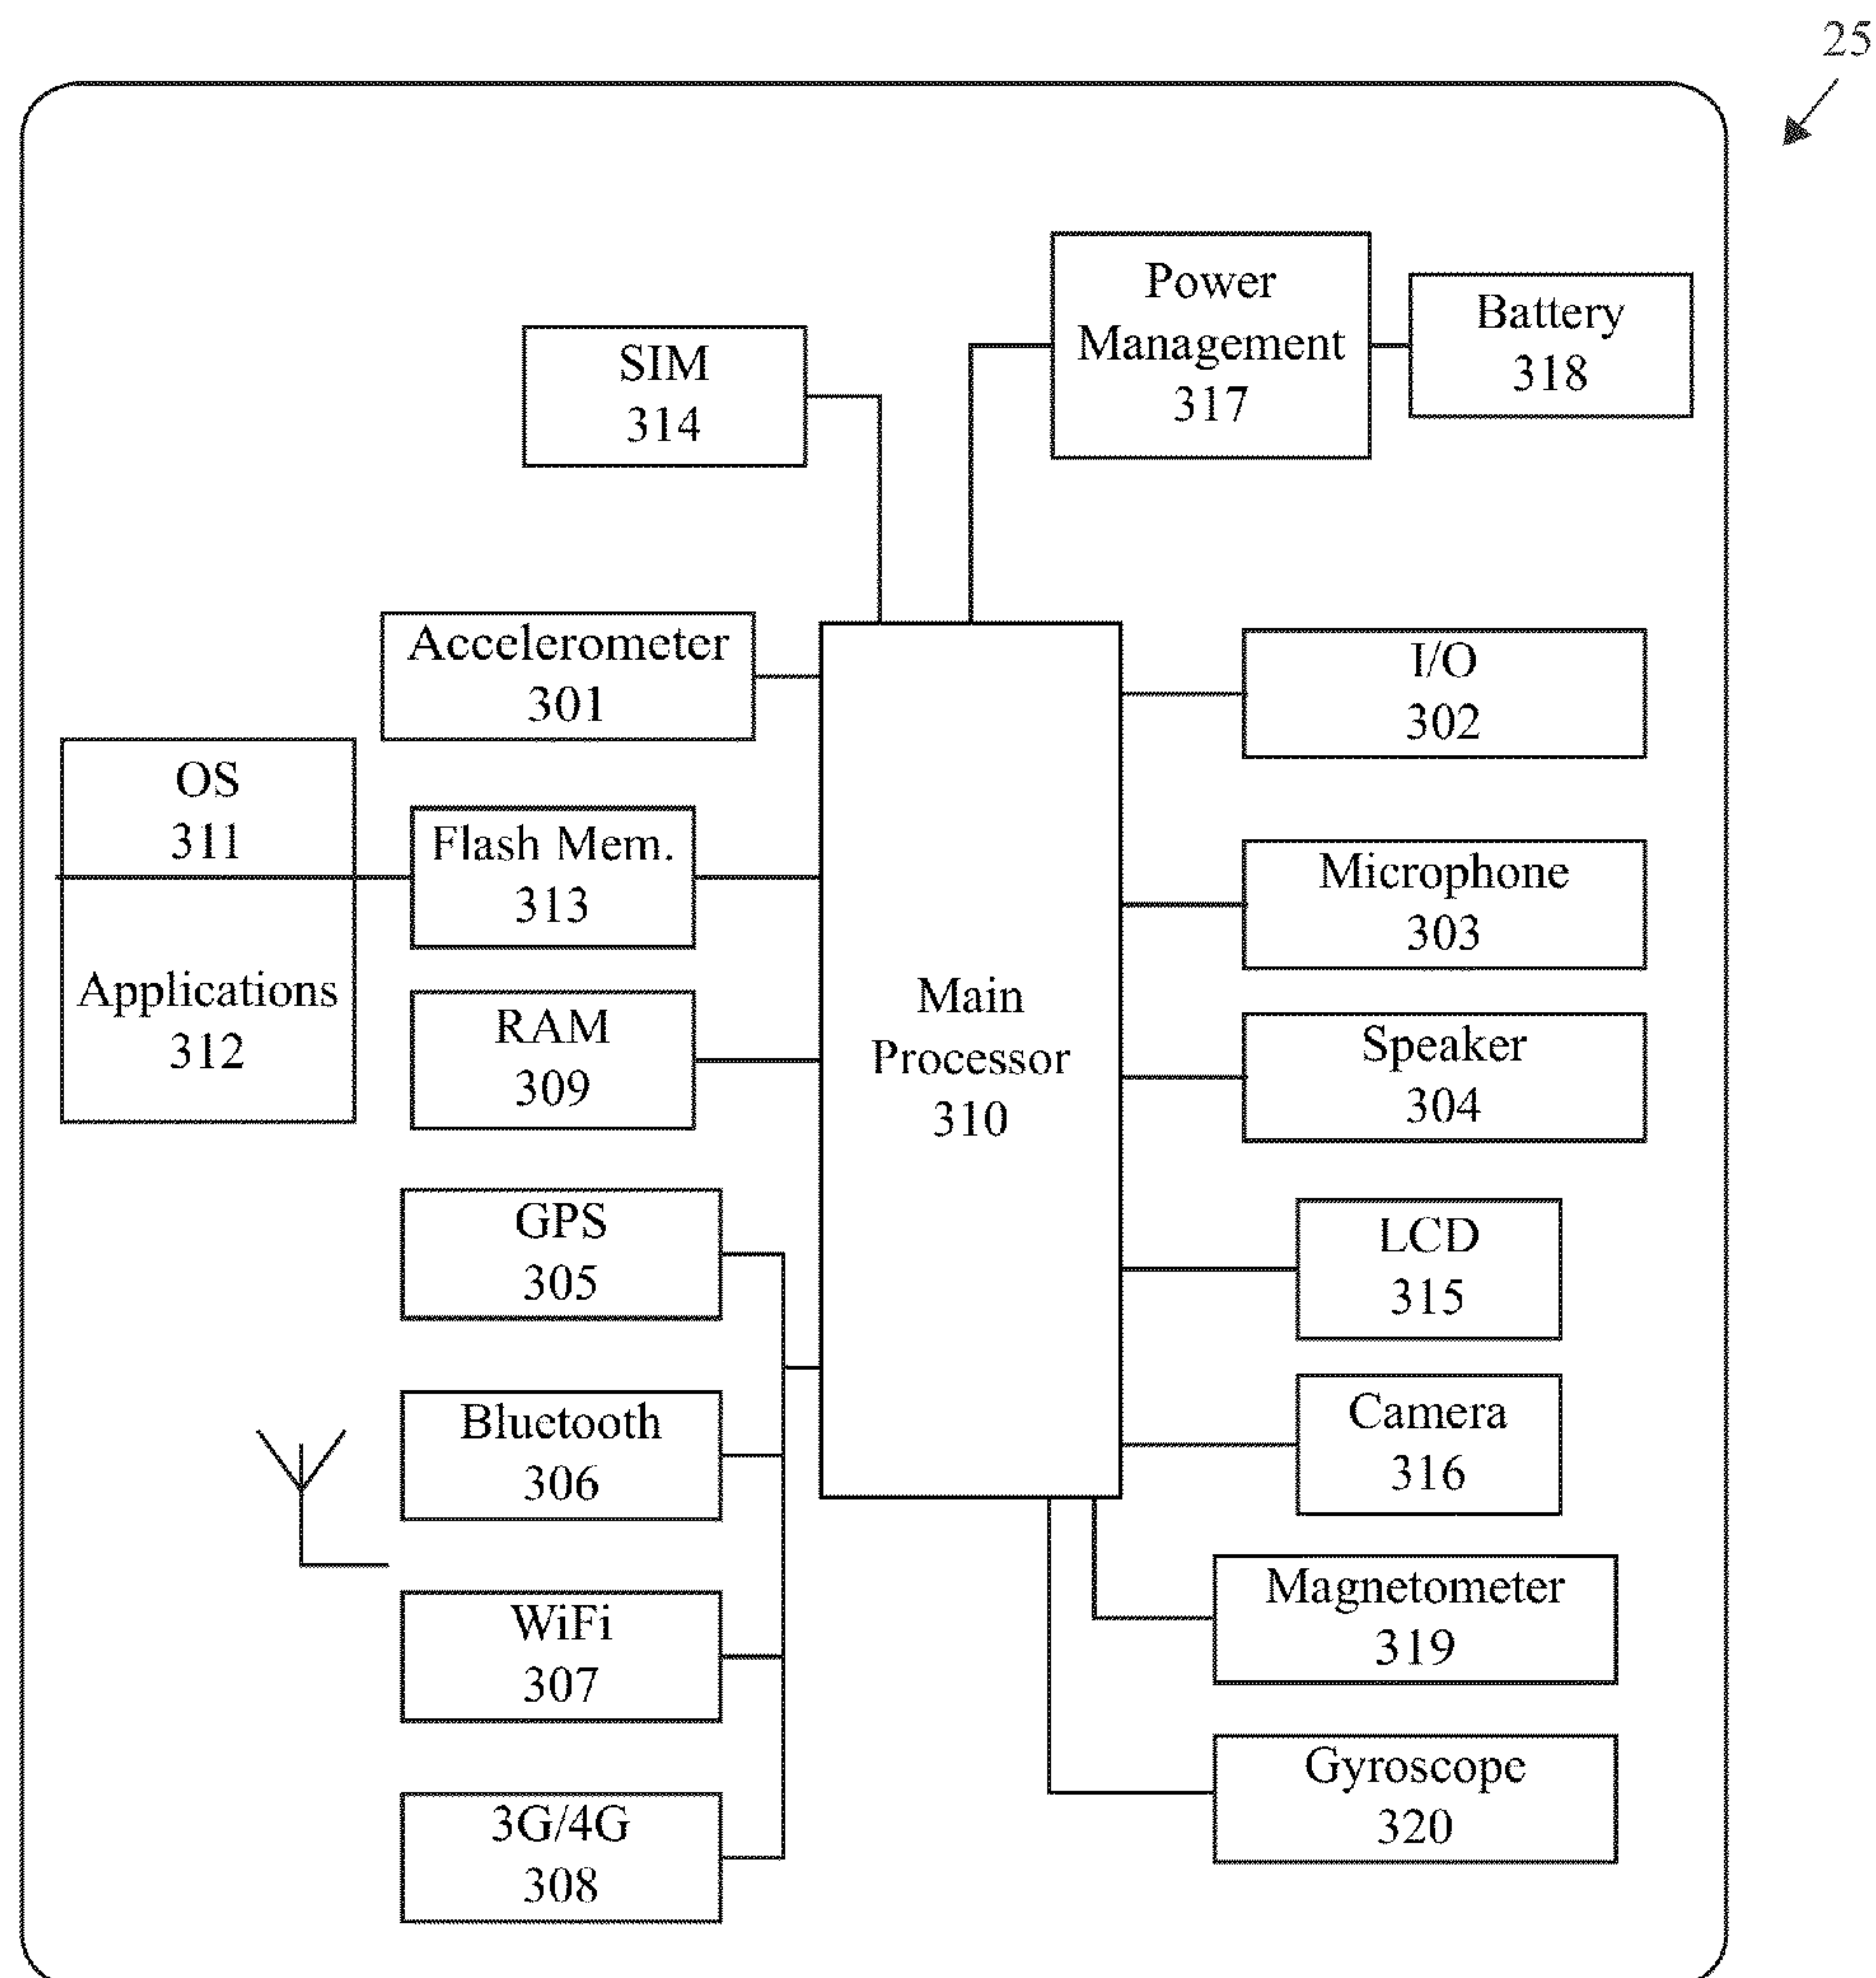 25
Power
Management
317
Battery
318
SIM
314
Accelerometer
301
I/O
302
OS
311
Flash Mem.
313
Microphone
303
Applications
312
RAM
309
Main
Processor
310
Speaker
304
GPS
305
LCD
315
Bluetooth
306
Camera
316
WiFi
307
Magnetometer
319
3G/4G
308
Gyroscope
320